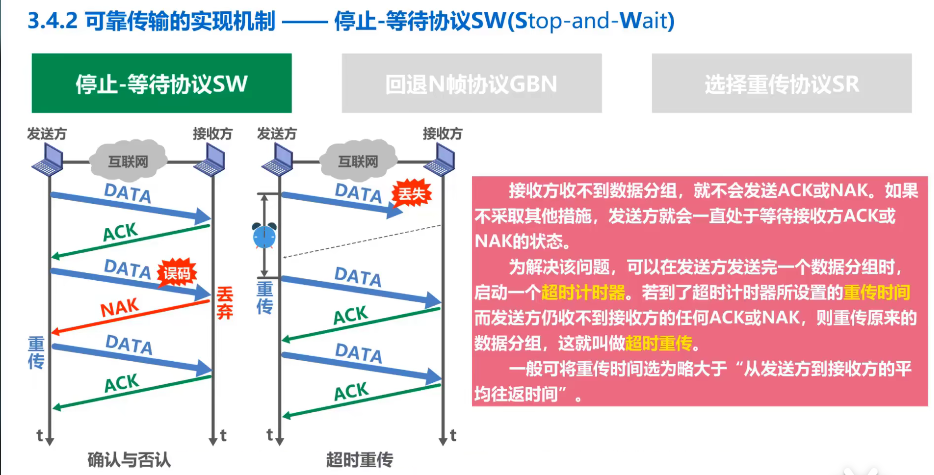 3.4.2 可靠传输的实现机制 —— 停止-等待协议SW(Stop-and-Wait)
停止-等待协议SW
回退N帧协议GBN
选择重传协议SR
发送方
接收方
互联网
DATA
ACK
DATA
误码
NAK
丢弃
重传
DATA
ACK
t
t
确认与否认
发送方
接收方
互联网
DATA
丢失
重传
DATA
ACK
DATA
ACK
t
t
超时重传
接收方收不到数据分组，就不会发送ACK或NAK。如果
不采取其他措施，发送方就会一直处于等待接收方ACK或
NAK的状态。
为解决该问题，可以在发送方发送完一个数据分组时，
启动一个超时计时器。若到了超时计时器所设置的重传时间
而发送方仍收不到接收方的任何ACK或NAK，则重传原来的
数据分组，这就叫做超时重传。
一般可将重传时间选为略大于“从发送方到接收方的平
均往返时间”。